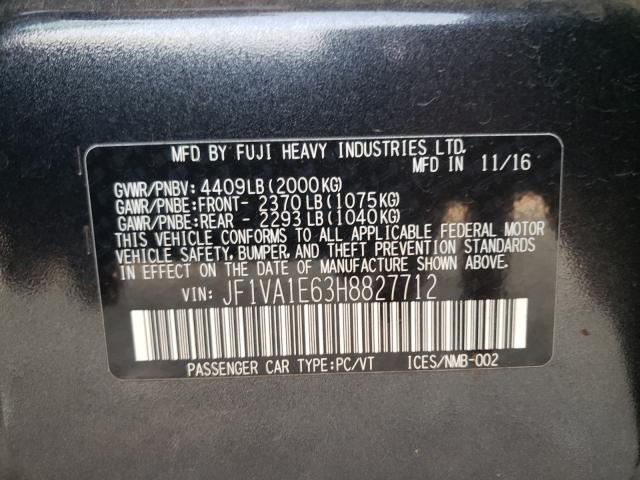 MFD BY FUJI HEAVY INDUSTRIES LTD.
MFD IN 11/16
GVWR/PNBV: 4409LB(2000KG)
GAWR/PNBE:FRONT- 2370LB(1075KG)
GAWR/PNBE:REAR - 2293LB(1040KG)
THIS VEHICLE CONFORMS TO ALL APPLICABLE FEDERAL MOTOR
VEHICLE SAFETY, BUMPER, AND THEFT PREVENTION STANDARDS
IN EFFECT ON THE DATE OF MANUFACTURE SHOWN ABOVE.
VIN: JF1VA1E63H8827712
PASSENGER CAR TYPE:PC/VT ICES/NMB-002